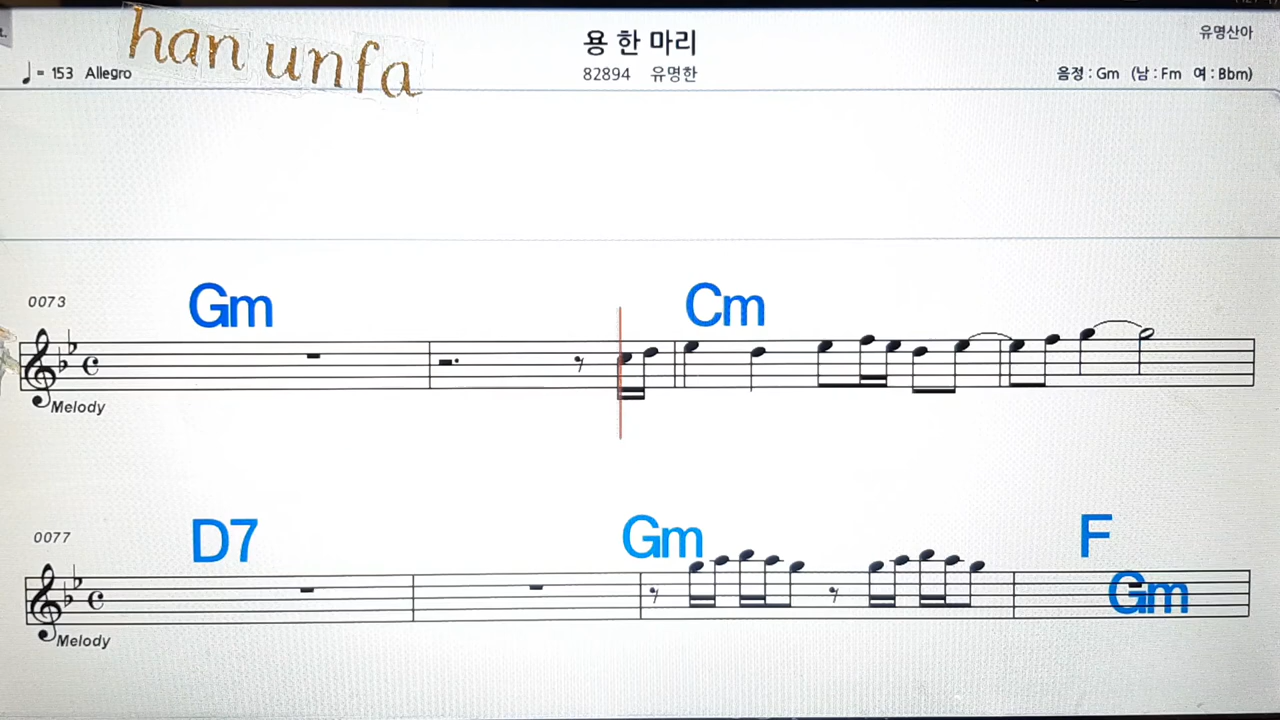 han unfa
용 한 마리
유명산아
♩ = 153 Allegro
82894 유명한
음정 : Gm (남 : Fm 여 : Bbm)
0073
Gm
Cm
Melody
0077
D7
Gm
F
Gm
Melody